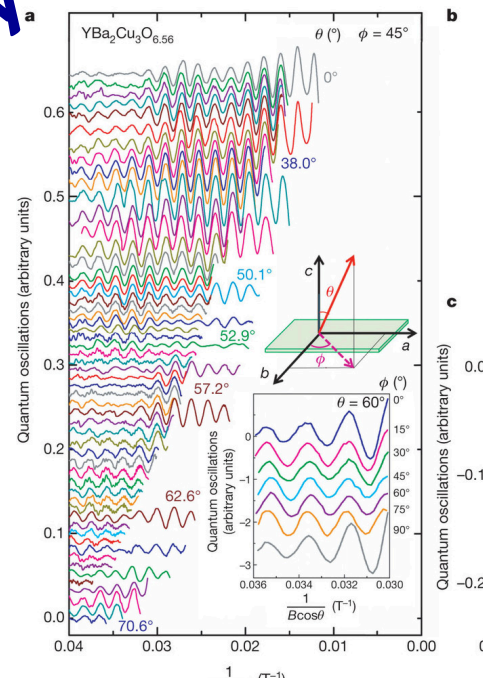 y
a
YBa2Cu3O6.56
θ (°) ϕ = 45°
b
0°
38.0°
50.1°
52.9°
57.2°
62.6°
70.6°
Quantum oscillations (arbitrary units)
0.6
0.5
0.4
0.3
0.2
0.1
0.0
0.04
0.03
0.02
0.01
0.00
1
(T⁻¹)
c
θ
a
b
ϕ
ϕ (°)
θ = 60°
0°
15°
30°
45°
60°
75°
90°
Quantum oscillations
(arbitrary units)
0
−1
−2
−3
0.036
0.034
0.032
0.030
1
Bcosθ
(T⁻¹)
c
Quantum oscillations (arbitrary units)
0.0
−0.1
−0.2
0